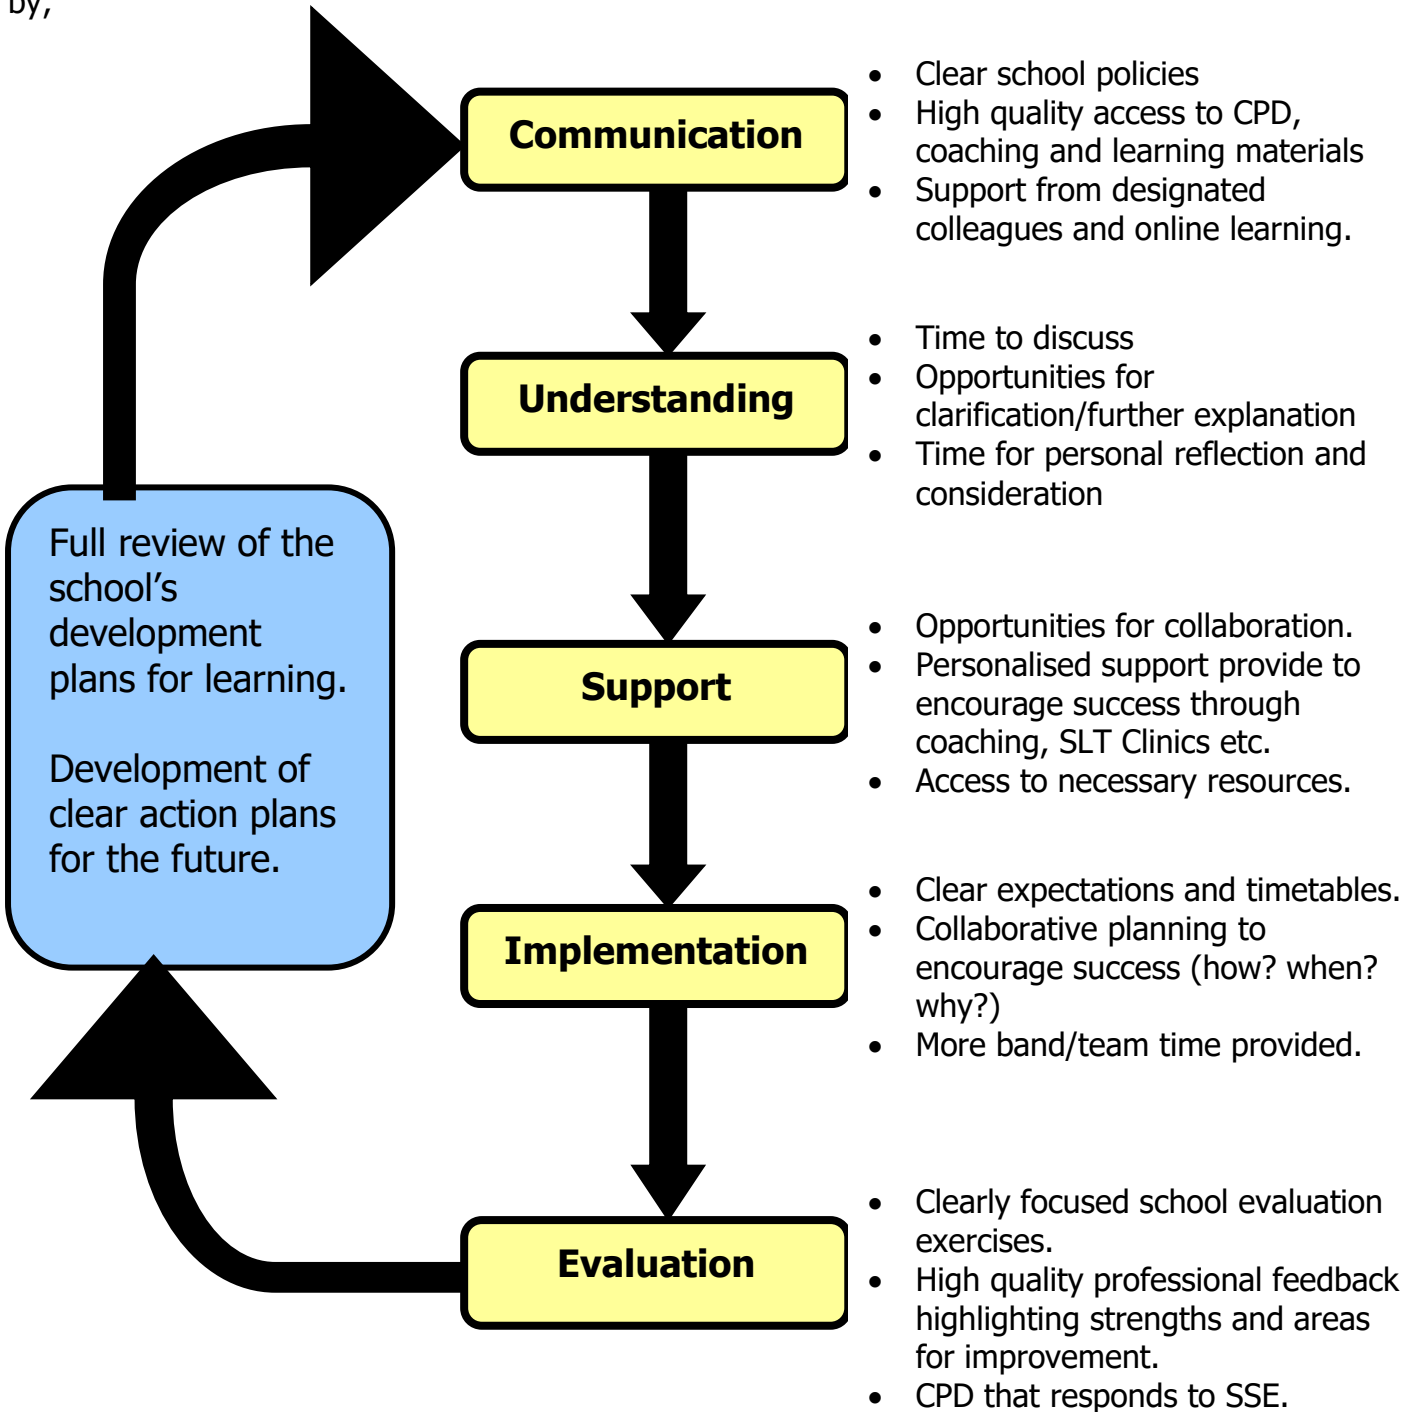 by,
Communication
• Clear school policies
• High quality access to CPD,
coaching and learning materials
• Support from designated
colleagues and online learning.
Understanding
• Time to discuss
• Opportunities for
clarification/further explanation
• Time for personal reflection and
consideration
Full review of the
school’s
development
plans for learning.
Development of
clear action plans
for the future.
Support
• Opportunities for collaboration.
• Personalised support provide to
encourage success through
coaching, SLT Clinics etc.
• Access to necessary resources.
Implementation
• Clear expectations and timetables.
• Collaborative planning to
encourage success (how? when?
why?)
• More band/team time provided.
Evaluation
• Clearly focused school evaluation
exercises.
• High quality professional feedback
highlighting strengths and areas
for improvement.
• CPD that responds to SSE.